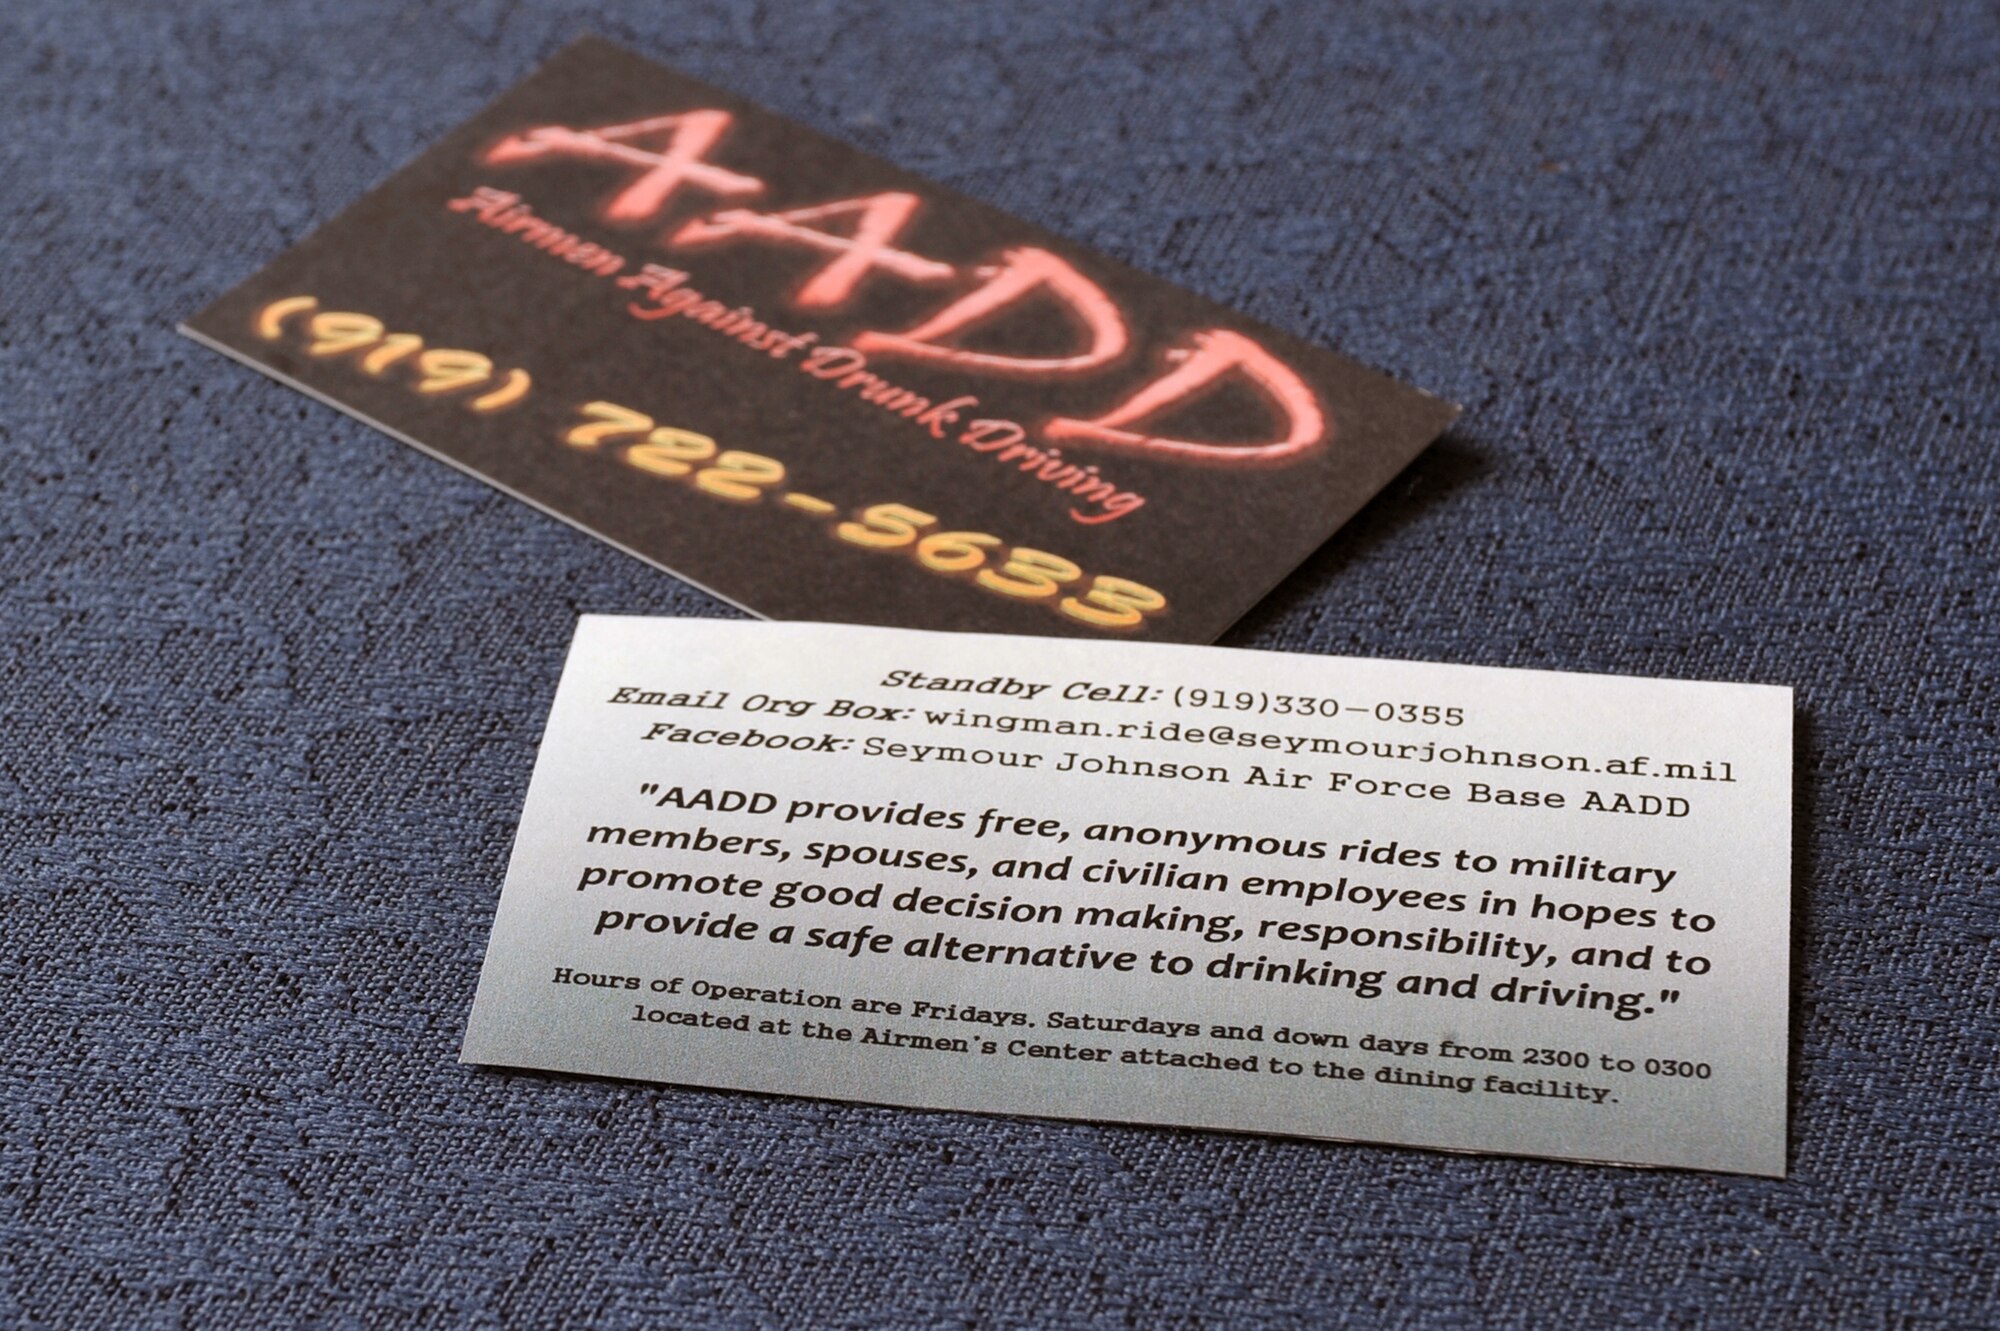 AADD
Airmen Against Drunk Driving
(919) 722-5633
Standby Cell: (919)330-0355
Email Org Box: wingman.ride@seymourjohnson.af.mil
Facebook: Seymour Johnson Air Force Base AADD
"AADD provides free, anonymous rides to military
members, spouses, and civilian employees in hopes to
promote good decision making, responsibility, and to
provide a safe alternative to drinking and driving."
Hours of Operation are Fridays. Saturdays and down days from 2300 to 0300
located at the Airmen's Center attached to the dining facility.